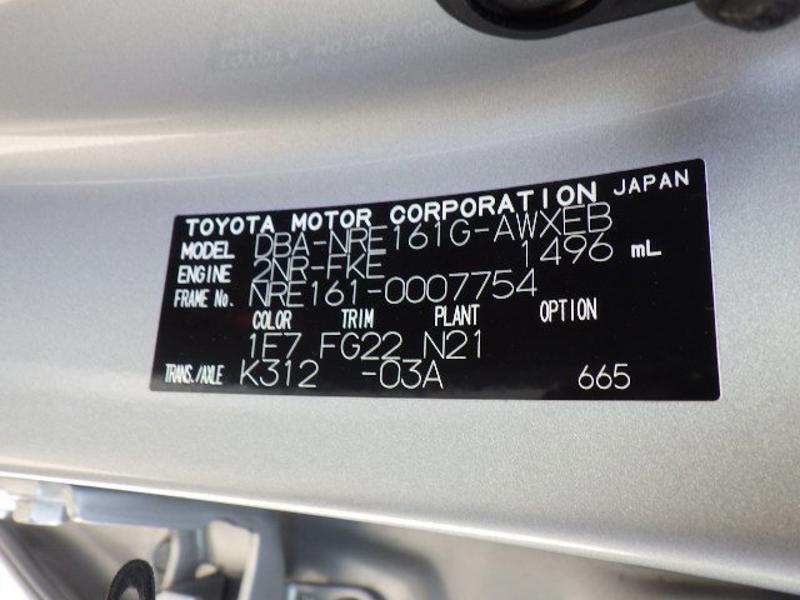 TOYOTA MOTOR CORPORATION JAPAN
MODEL DBA-NRE161G-AWXEB
ENGINE 2NR-FKE 1496 mL
FRAME No. NRE161-0007754
COLOR TRIM PLANT OPTION
1F7 FG22 N21
TRANS./AXLE K312 -03A 665